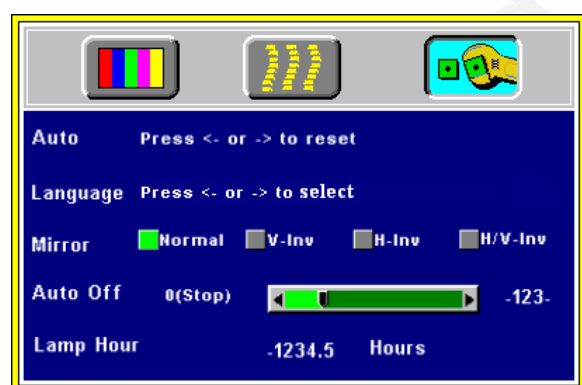 Auto Press <- or -> to reset
Language Press <- or -> to select
Mirror Normal V-Inv H-Inv H/V-Inv
Auto Off 0(Stop) -123-
Lamp Hour -1234.5 Hours